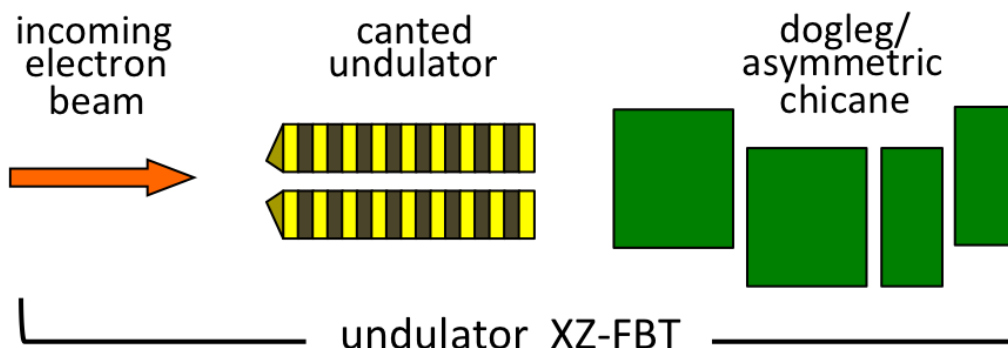 incoming
electron
beam
canted
undulator
dogleg/
asymmetric
chicane
undulator XZ-FBT